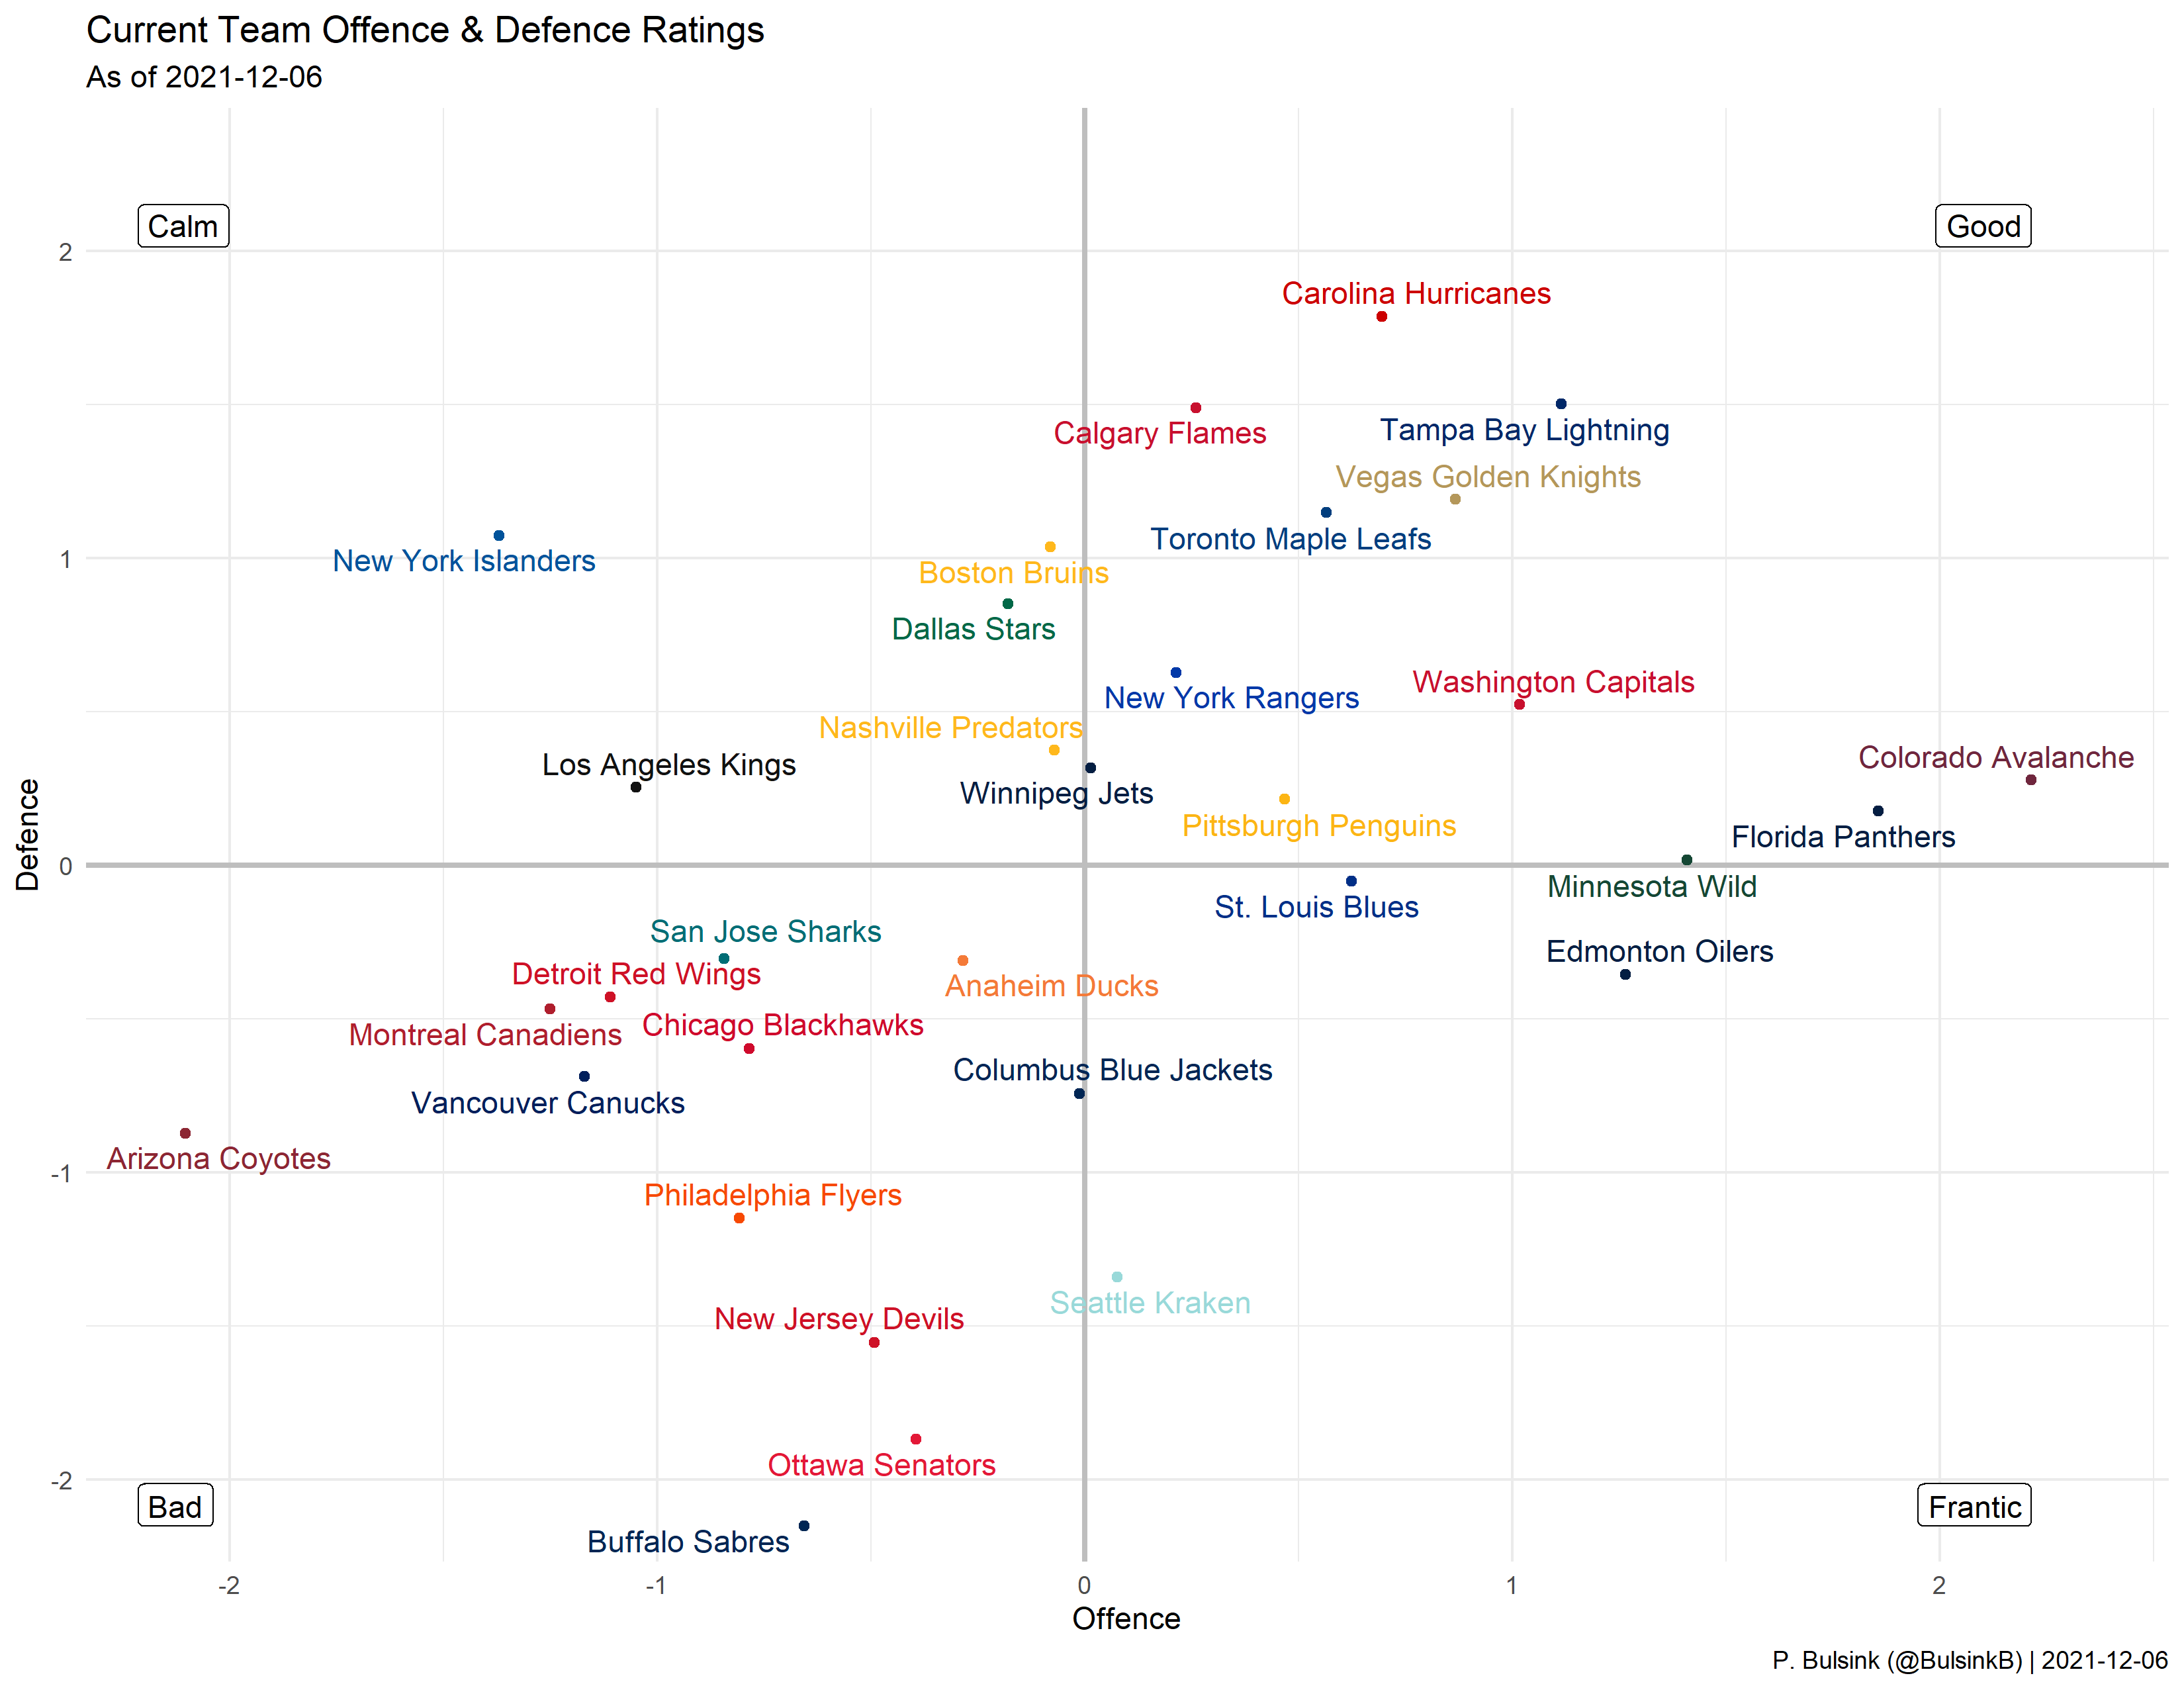 Current Team Offence & Defence Ratings
As of 2021-12-06
Calm
Good
2
Carolina Hurricanes
Calgary Flames
Tampa Bay Lightning
Vegas Golden Knights
Toronto Maple Leafs
New York Islanders
1
Boston Bruins
Dallas Stars
Washington Capitals
New York Rangers
Nashville Predators
Los Angeles Kings
Colorado Avalanche
Winnipeg Jets
Pittsburgh Penguins
Florida Panthers
Defence
0
Minnesota Wild
St. Louis Blues
San Jose Sharks
Edmonton Oilers
Detroit Red Wings
Anaheim Ducks
Chicago Blackhawks
Montreal Canadiens
Columbus Blue Jackets
Vancouver Canucks
Arizona Coyotes
-1
Philadelphia Flyers
Seattle Kraken
New Jersey Devils
Ottawa Senators
-2
Bad
Frantic
Buffalo Sabres
-2
-1
0
1
2
Offence
P. Bulsink (@BulsinkB) | 2021-12-06